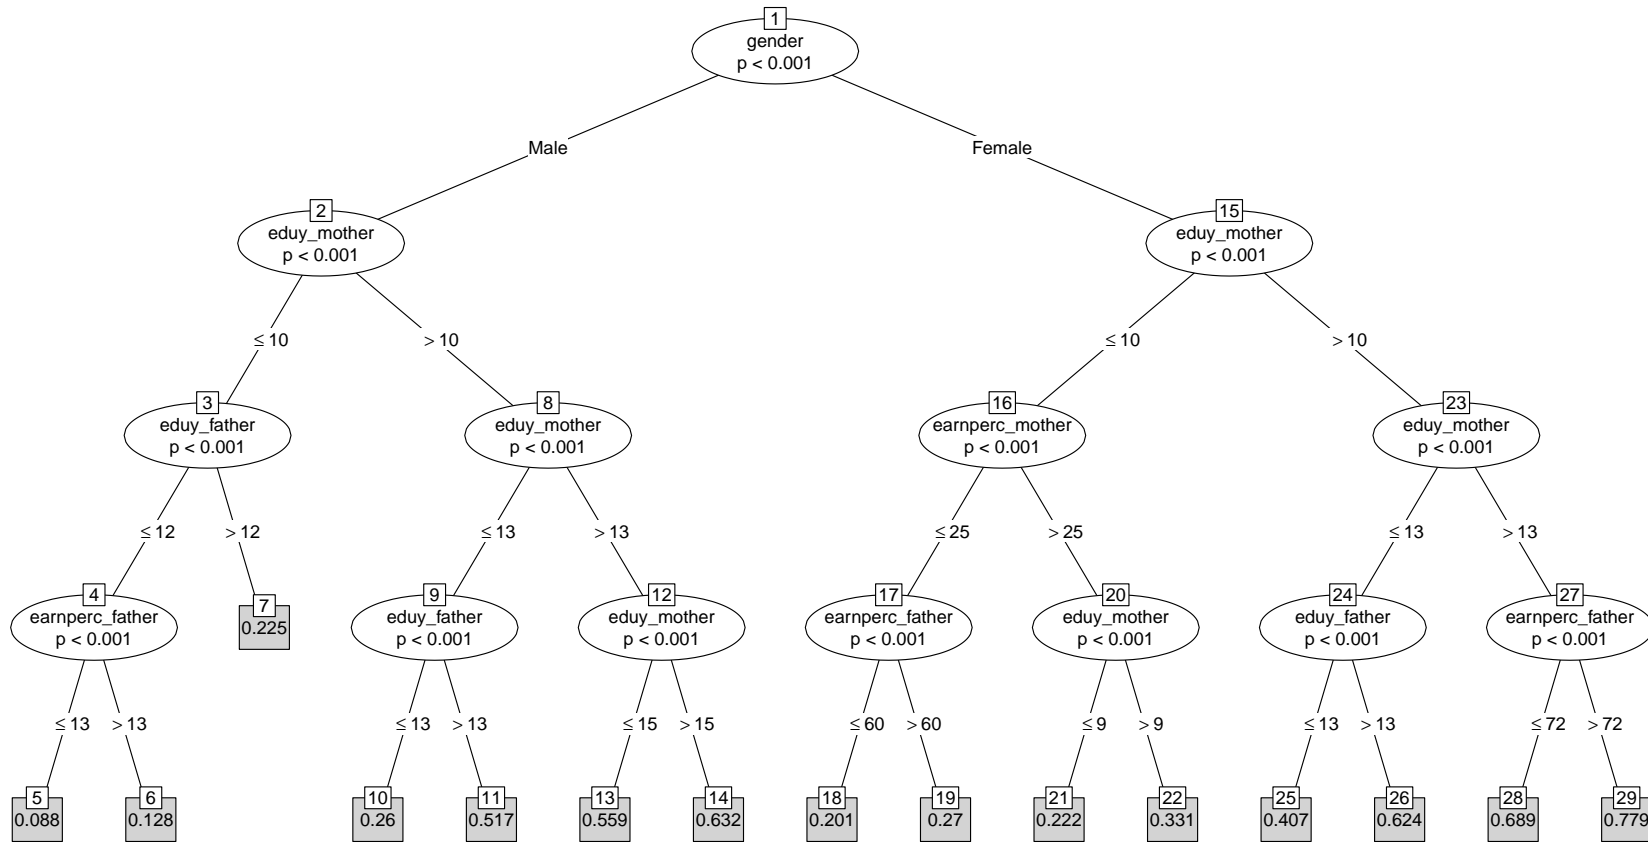 1
gender
p < 0.001
Male
Female
2
eduy_mother
p < 0.001
15
eduy_mother
p < 0.001
≤ 10
> 10
≤ 10
> 10
3
eduy_father
p < 0.001
8
eduy_mother
p < 0.001
16
earnperc_mother
p < 0.001
23
eduy_mother
p < 0.001
≤ 12
> 12
≤ 13
> 13
≤ 25
> 25
≤ 13
> 13
4
earnperc_father
p < 0.001
7
0.225
9
eduy_father
p < 0.001
12
eduy_mother
p < 0.001
17
earnperc_father
p < 0.001
20
eduy_mother
p < 0.001
24
eduy_father
p < 0.001
27
earnperc_father
p < 0.001
≤ 13
> 13
≤ 13
> 13
≤ 15
> 15
≤ 60
> 60
≤ 9
> 9
≤ 13
> 13
≤ 72
> 72
5
0.088
6
0.128
10
0.26
11
0.517
13
0.559
14
0.632
18
0.201
19
0.27
21
0.222
22
0.331
25
0.407
26
0.624
28
0.689
29
0.779